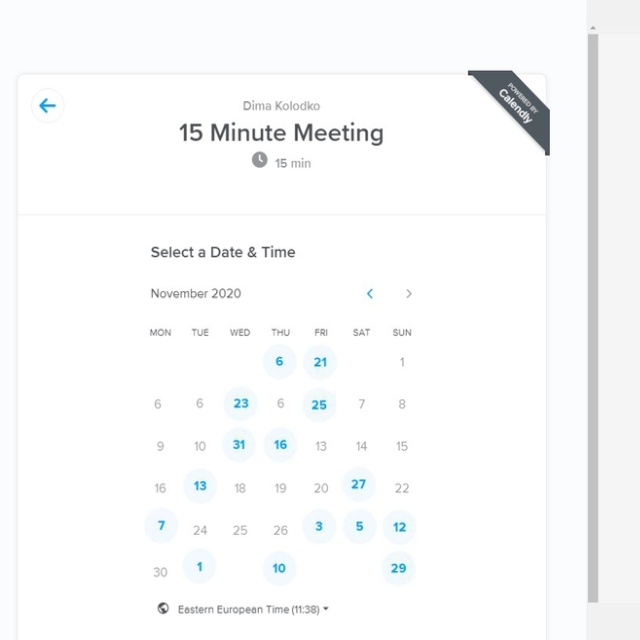 Dima Kolodko
POWERED BY
Calendly
15 Minute Meeting
15 min
Select a Date & Time
November 2020
MON TUE WED THU FRI SAT SUN
6 21 1
6 6 23 6 25 7 8
9 10 31 16 13 14 15
16 13 18 19 20 27 22
7 24 25 26 3 5 12
30 1 10 29
Eastern European Time (11:38)